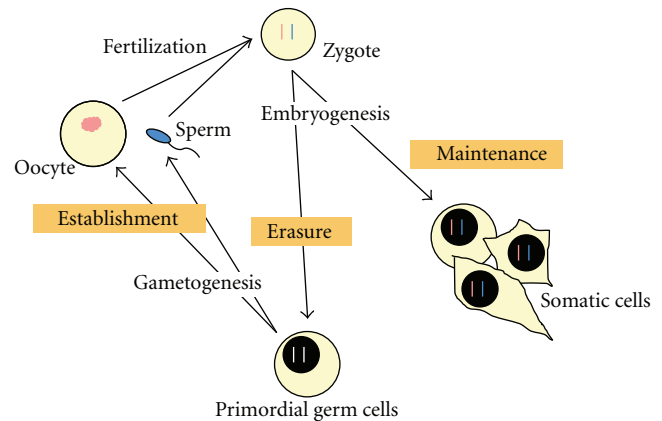 Fertilization
Zygote
Embryogenesis
Sperm
Oocyte
Maintenance
Establishment
Erasure
Gametogenesis
Somatic cells
Primordial germ cells